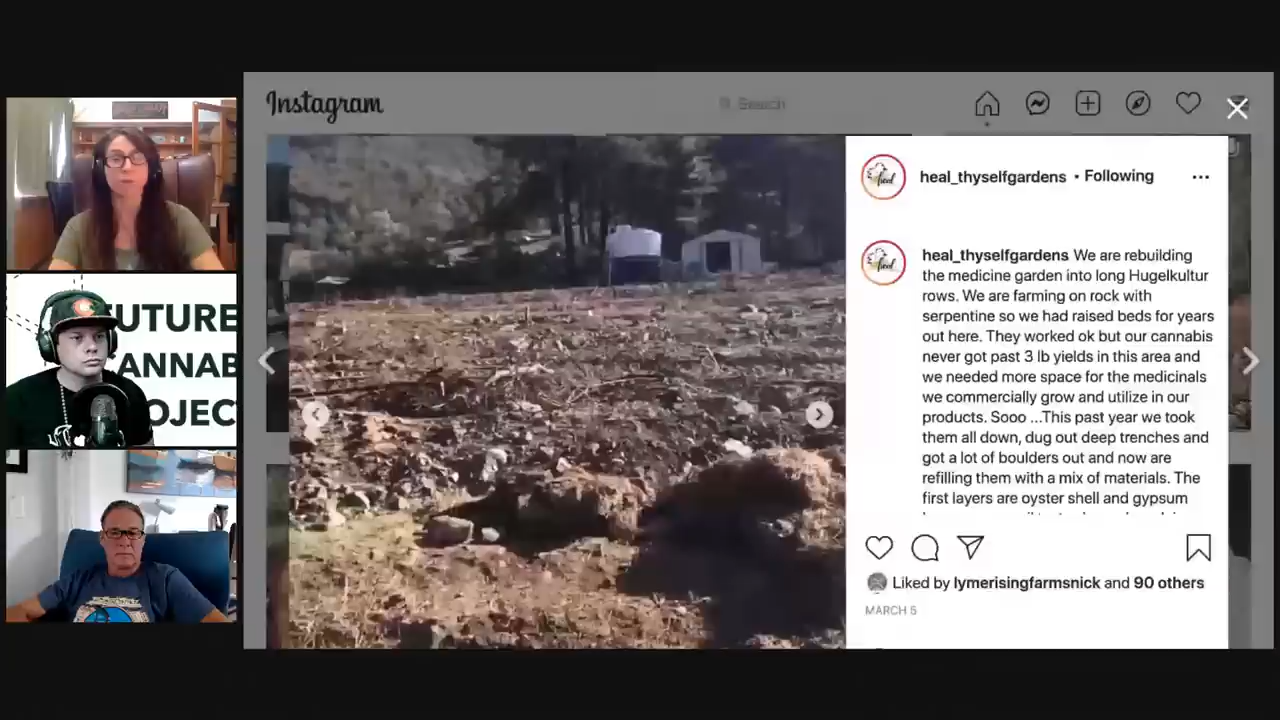 Instagram
Search
heal_thyselfgardens • Following
heal_thyselfgardens We are rebuilding
the medicine garden into long Hugelkultur
rows. We are farming on rock with
serpentine so we had raised beds for years
out here. They worked ok but our cannabis
never got past 3 lb yields in this area and
we needed more space for the medicinals
we commercially grow and utilize in our
products. Sooo ...This past year we took
them all down, dug out deep trenches and
got a lot of boulders out and now are
refilling them with a mix of materials. The
first layers are oyster shell and gypsum
Liked by lymerisingfarmsnick and 90 others
MARCH 5
UTURE
ANNAB
OJEC
heal
heal